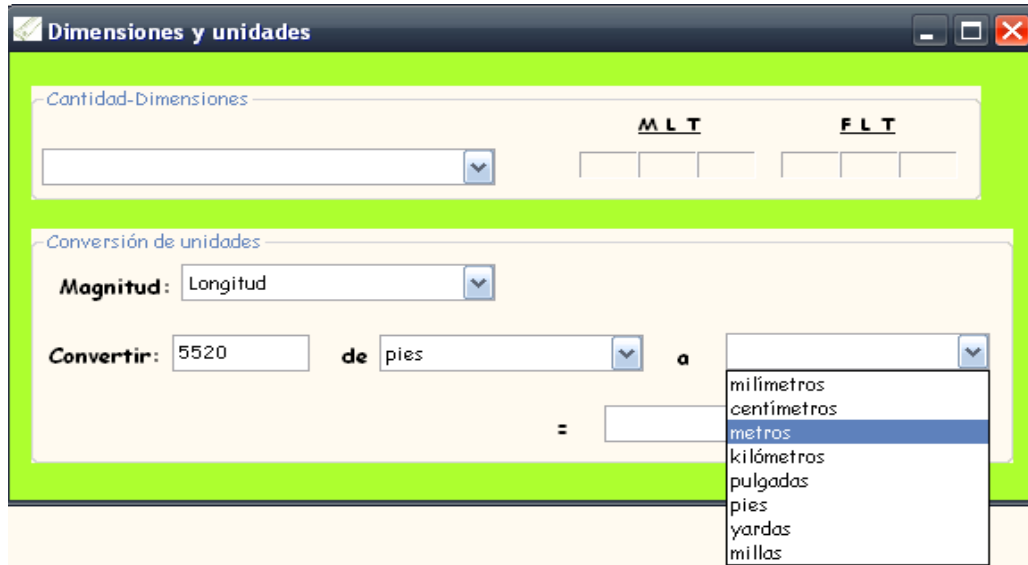 Dimensiones y unidades
Cantidad-Dimensiones
M L T F L T
Conversión de unidades
Magnitud: Longitud
Convertir: 5520 de pies a
milímetros
centímetros
=
metros
kilómetros
pulgadas
pies
yardas
millas